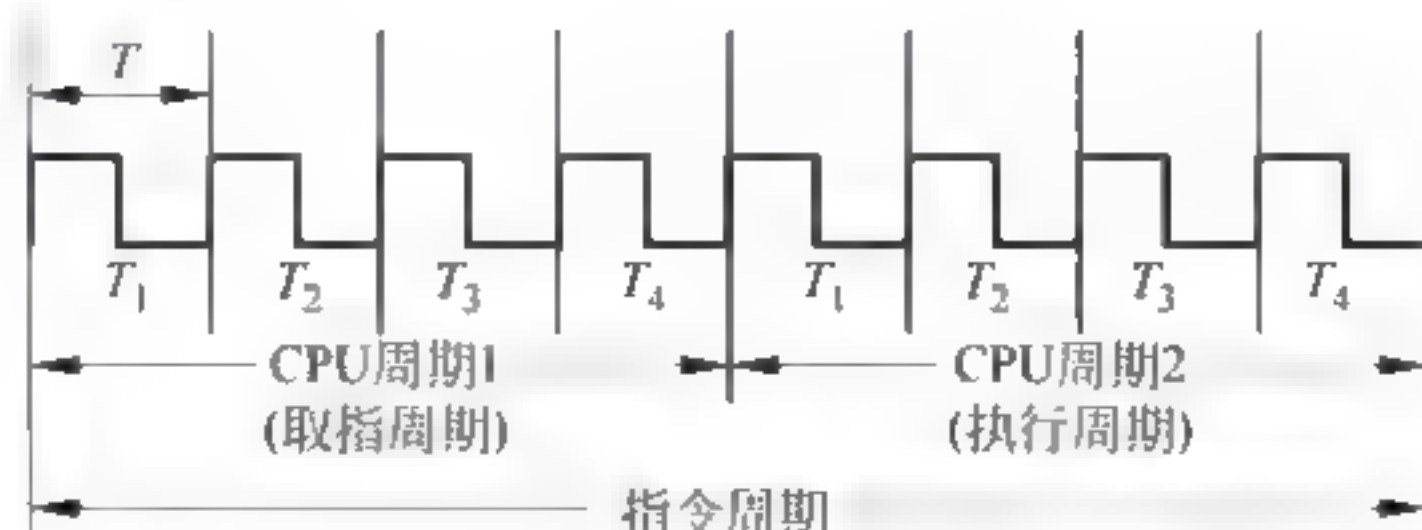 T
T₁ T₂ T₃ T₄ T₁ T₂ T₃ T₄
CPU周期1 CPU周期2
(取指周期) (执行周期)
指令周期